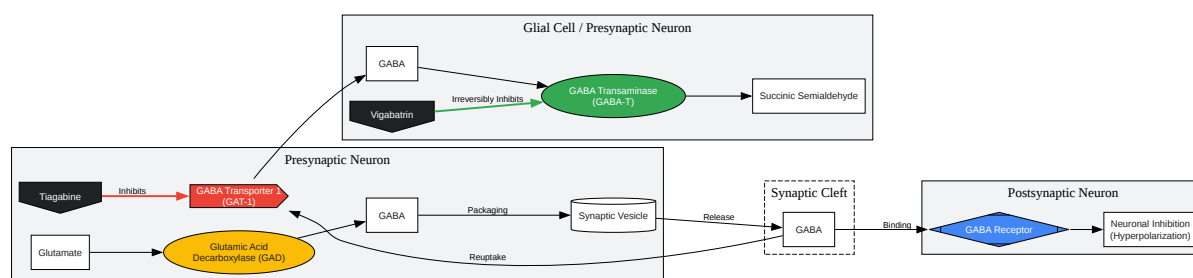 Glial Cell / Presynaptic Neuron
GABA
Vigabatrin
Irreversibly Inhibits
GABA Transaminase
(GABA-T)
Succinic Semialdehyde
Presynaptic Neuron
Tiagabine
Inhibits
GABA Transporter 1
(GAT-1)
Glutamate
Glutamic Acid
Decarboxylase (GAD)
GABA
Packaging
Synaptic Vesicle
Release
Reuptake
Synaptic Cleft
GABA
Binding
Postsynaptic Neuron
GABA Receptor
Neuronal Inhibition
(Hyperpolarization)